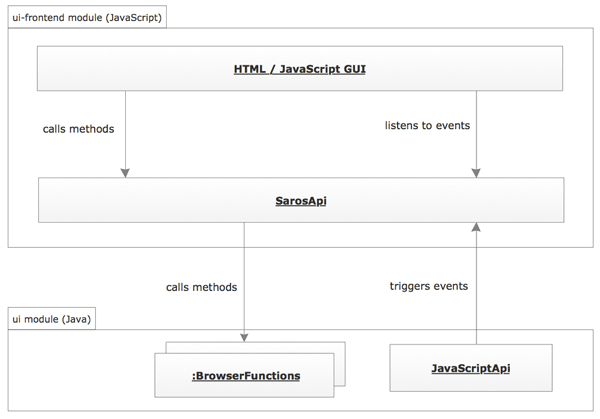 ui-frontend module (JavaScript)
HTML / JavaScript GUI
calls methods
listens to events
SarosApi
calls methods
triggers events
ui module (Java)
:BrowserFunctions
JavaScriptApi